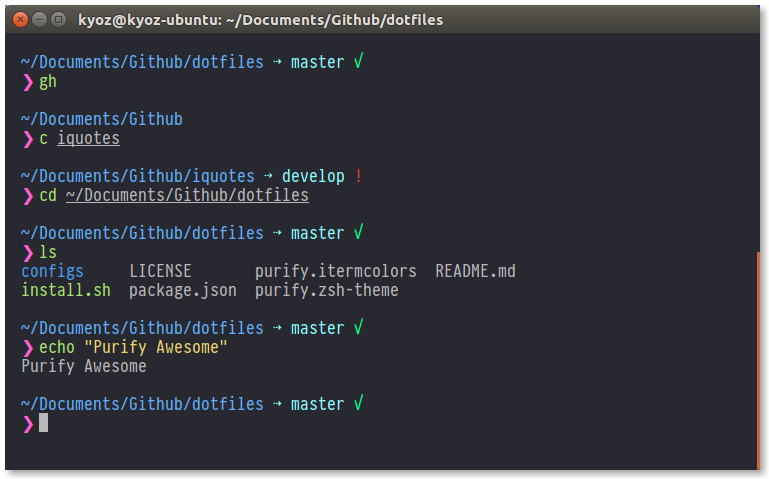 kyoz@kyoz-ubuntu: ~/Documents/Github/dotfiles
~/Documents/Github/dotfiles ⇢ master √
❯ gh
~/Documents/Github
❯ c iquotes
~/Documents/Github/iquotes ⇢ develop !
❯ cd ~/Documents/Github/dotfiles
~/Documents/Github/dotfiles ⇢ master √
❯ ls
configs     LICENSE       purify.itermcolors  README.md
install.sh  package.json  purify.zsh-theme
~/Documents/Github/dotfiles ⇢ master √
❯ echo "Purify Awesome"
Purify Awesome
~/Documents/Github/dotfiles ⇢ master √
❯